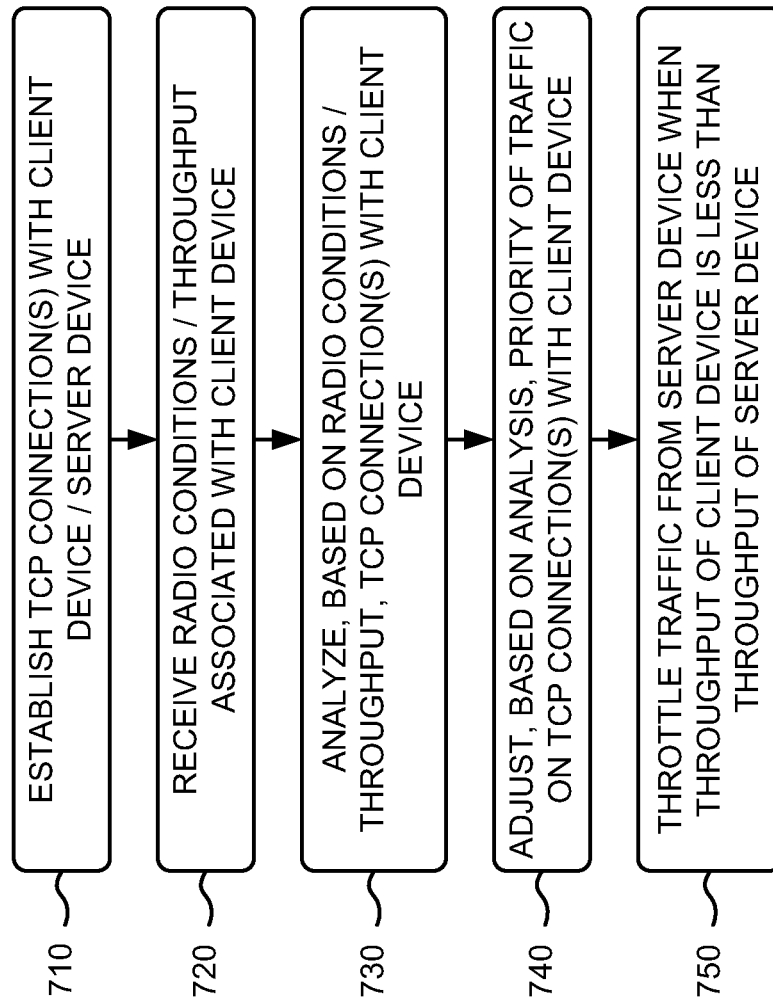 710
ESTABLISH TCP CONNECTION(S) WITH CLIENT
DEVICE / SERVER DEVICE
720
RECEIVE RADIO CONDITIONS / THROUGHPUT
ASSOCIATED WITH CLIENT DEVICE
730
ANALYZE, BASED ON RADIO CONDITIONS /
THROUGHPUT, TCP CONNECTION(S) WITH CLIENT
DEVICE
740
ADJUST, BASED ON ANALYSIS, PRIORITY OF TRAFFIC
ON TCP CONNECTION(S) WITH CLIENT DEVICE
750
THROTTLE TRAFFIC FROM SERVER DEVICE WHEN
THROUGHPUT OF CLIENT DEVICE IS LESS THAN
THROUGHPUT OF SERVER DEVICE